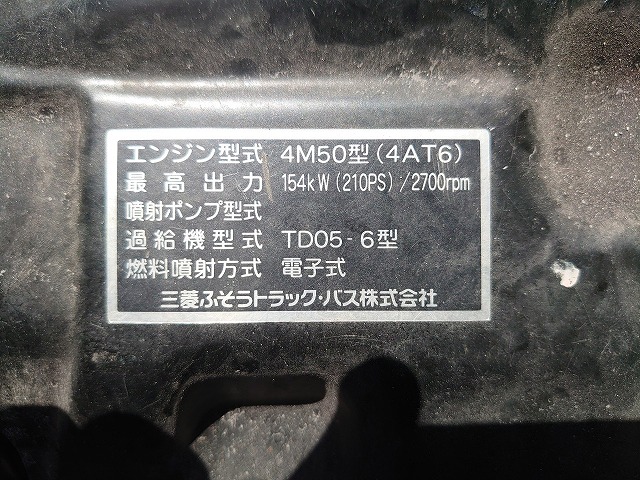 エンジン型式 4M50型(4AT6)
最高出力 154kW(210PS)/2700rpm
噴射ポンプ型式
過給機型式 TD05-6型
燃料噴射方式 電子式
三菱ふそうトラック・バス株式会社